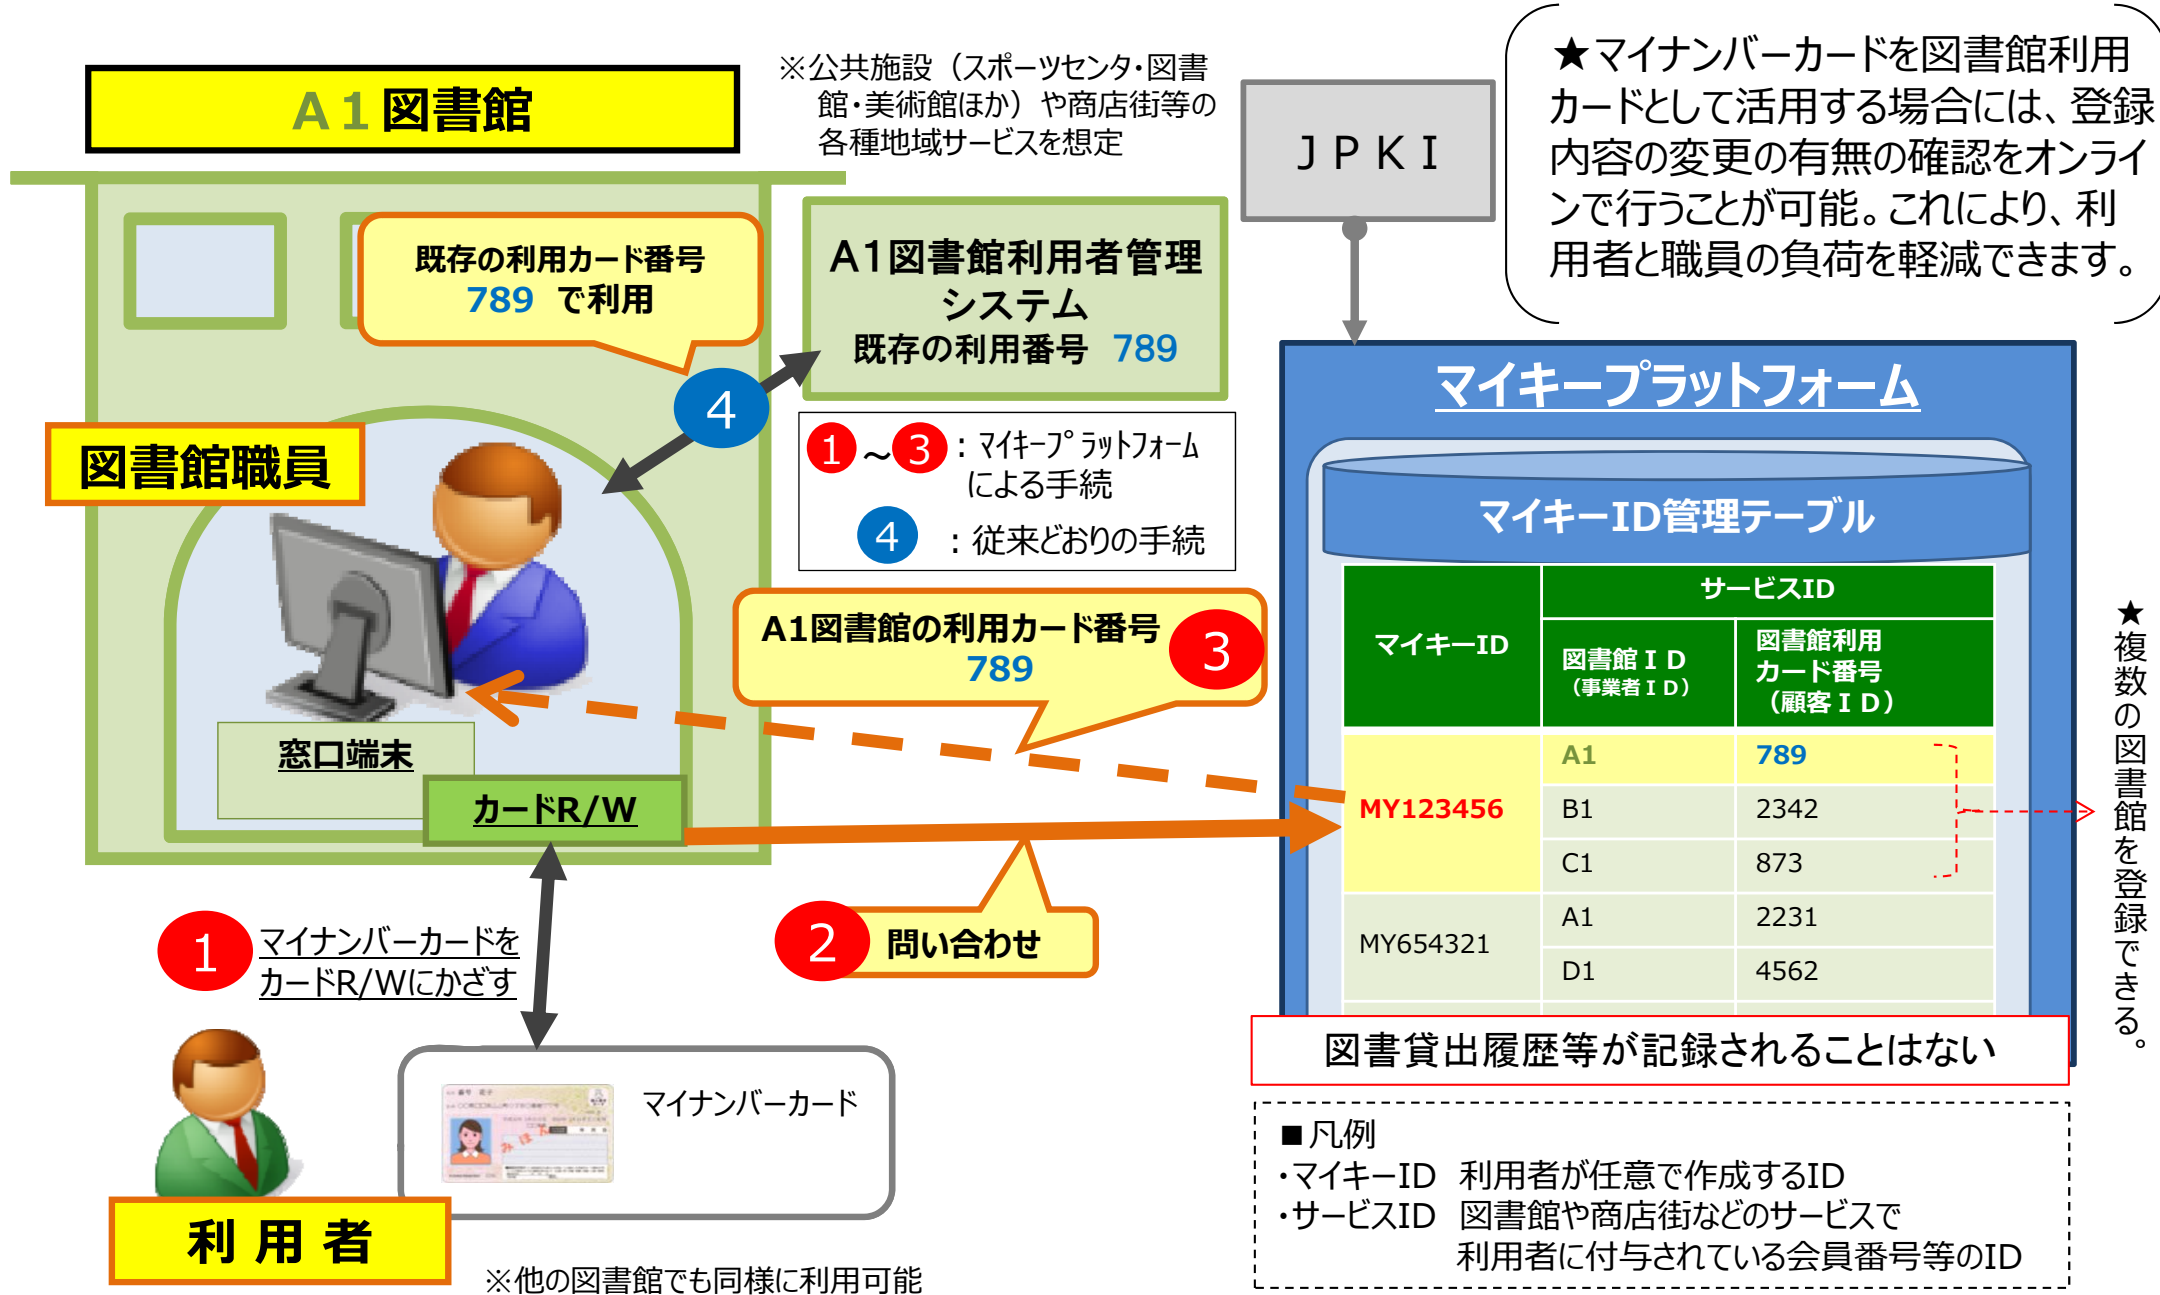 A1図書館
※公共施設（スポーツセンタ・図書
館・美術館ほか）や商店街等の
各種地域サービスを想定
JPKI
★マイナンバーカードを図書館利用
カードとして活用する場合には、登録
内容の変更の有無の確認をオンライ
ンで行うことが可能。これにより、利
用者と職員の負荷を軽減できます。
既存の利用カード番号
789 で利用
A1図書館利用者管理
システム
既存の利用番号 789
4
図書館職員
1～3：マイキープラットフォーム
による手続
4：従来どおりの手続
マイキープラットフォーム
マイキーID管理テーブル
マイキーID
サービスID
図書館ID
（事業者ID）
図書館利用
カード番号
（顧客ID）
MY123456
A1 789
B1 2342
C1 873
MY654321
A1 2231
D1 4562
★複数の図書館を登録できる。
A1図書館の利用カード番号
789
3
窓口端末
カードR/W
2 問い合わせ
1
マイナンバーカードを
カードR/Wにかざす
マイナンバーカード
利用者
※他の図書館でも同様に利用可能
図書貸出履歴等が記録されることはない
■凡例
・マイキーID 利用者が任意で作成するID
・サービスID 図書館や商店街などのサービスで
利用者に付与されている会員番号等のID